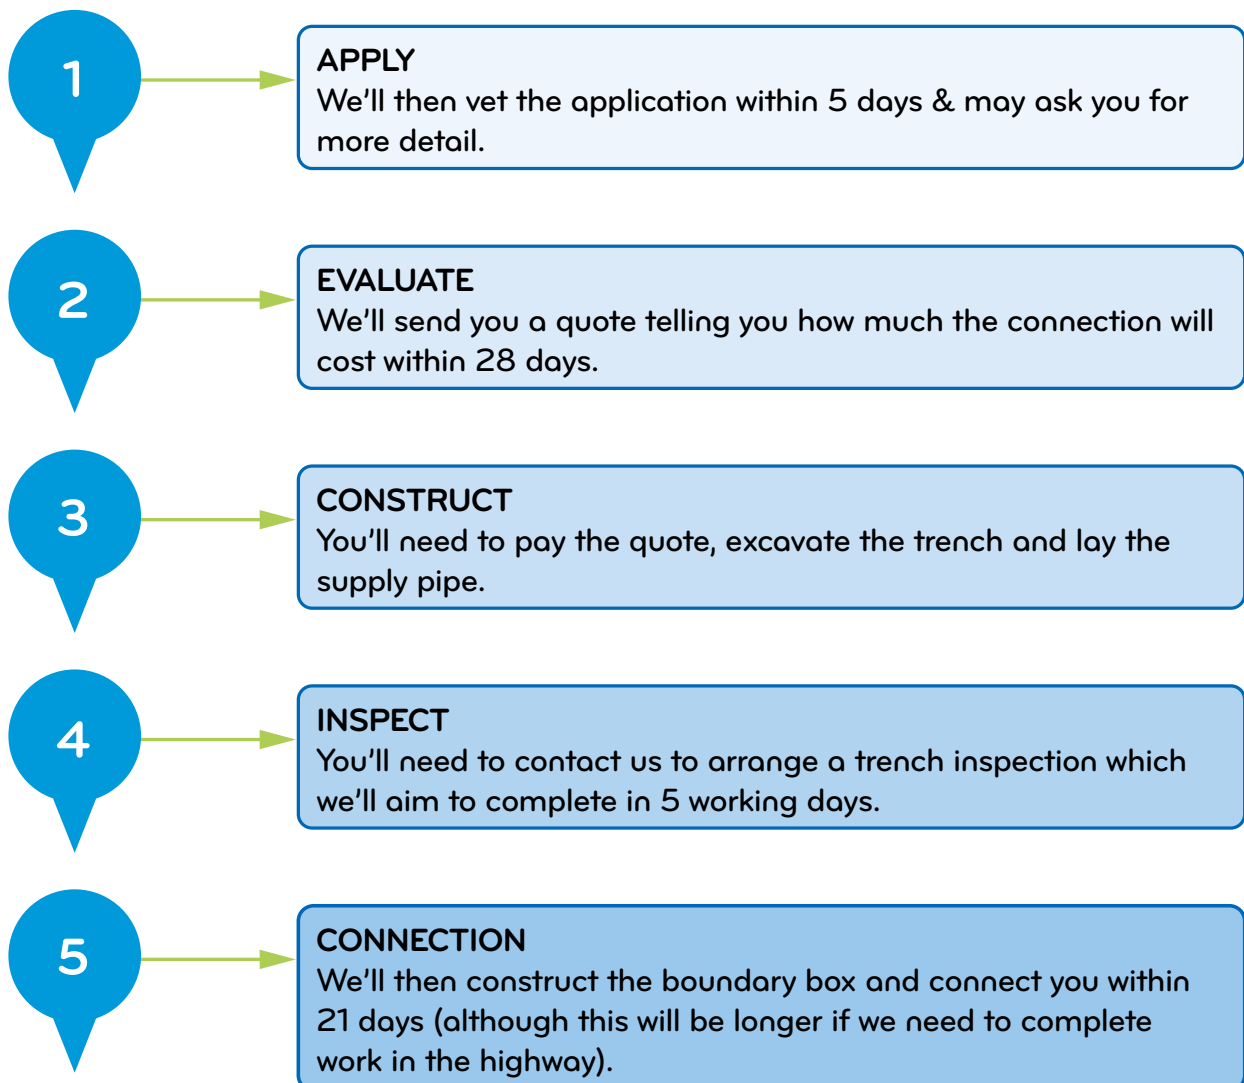 1
APPLY
We'll then vet the application within 5 days & may ask you for
more detail.
2
EVALUATE
We'll send you a quote telling you how much the connection will
cost within 28 days.
3
CONSTRUCT
You'll need to pay the quote, excavate the trench and lay the
supply pipe.
4
INSPECT
You'll need to contact us to arrange a trench inspection which
we'll aim to complete in 5 working days.
5
CONNECTION
We'll then construct the boundary box and connect you within
21 days (although this will be longer if we need to complete
work in the highway).